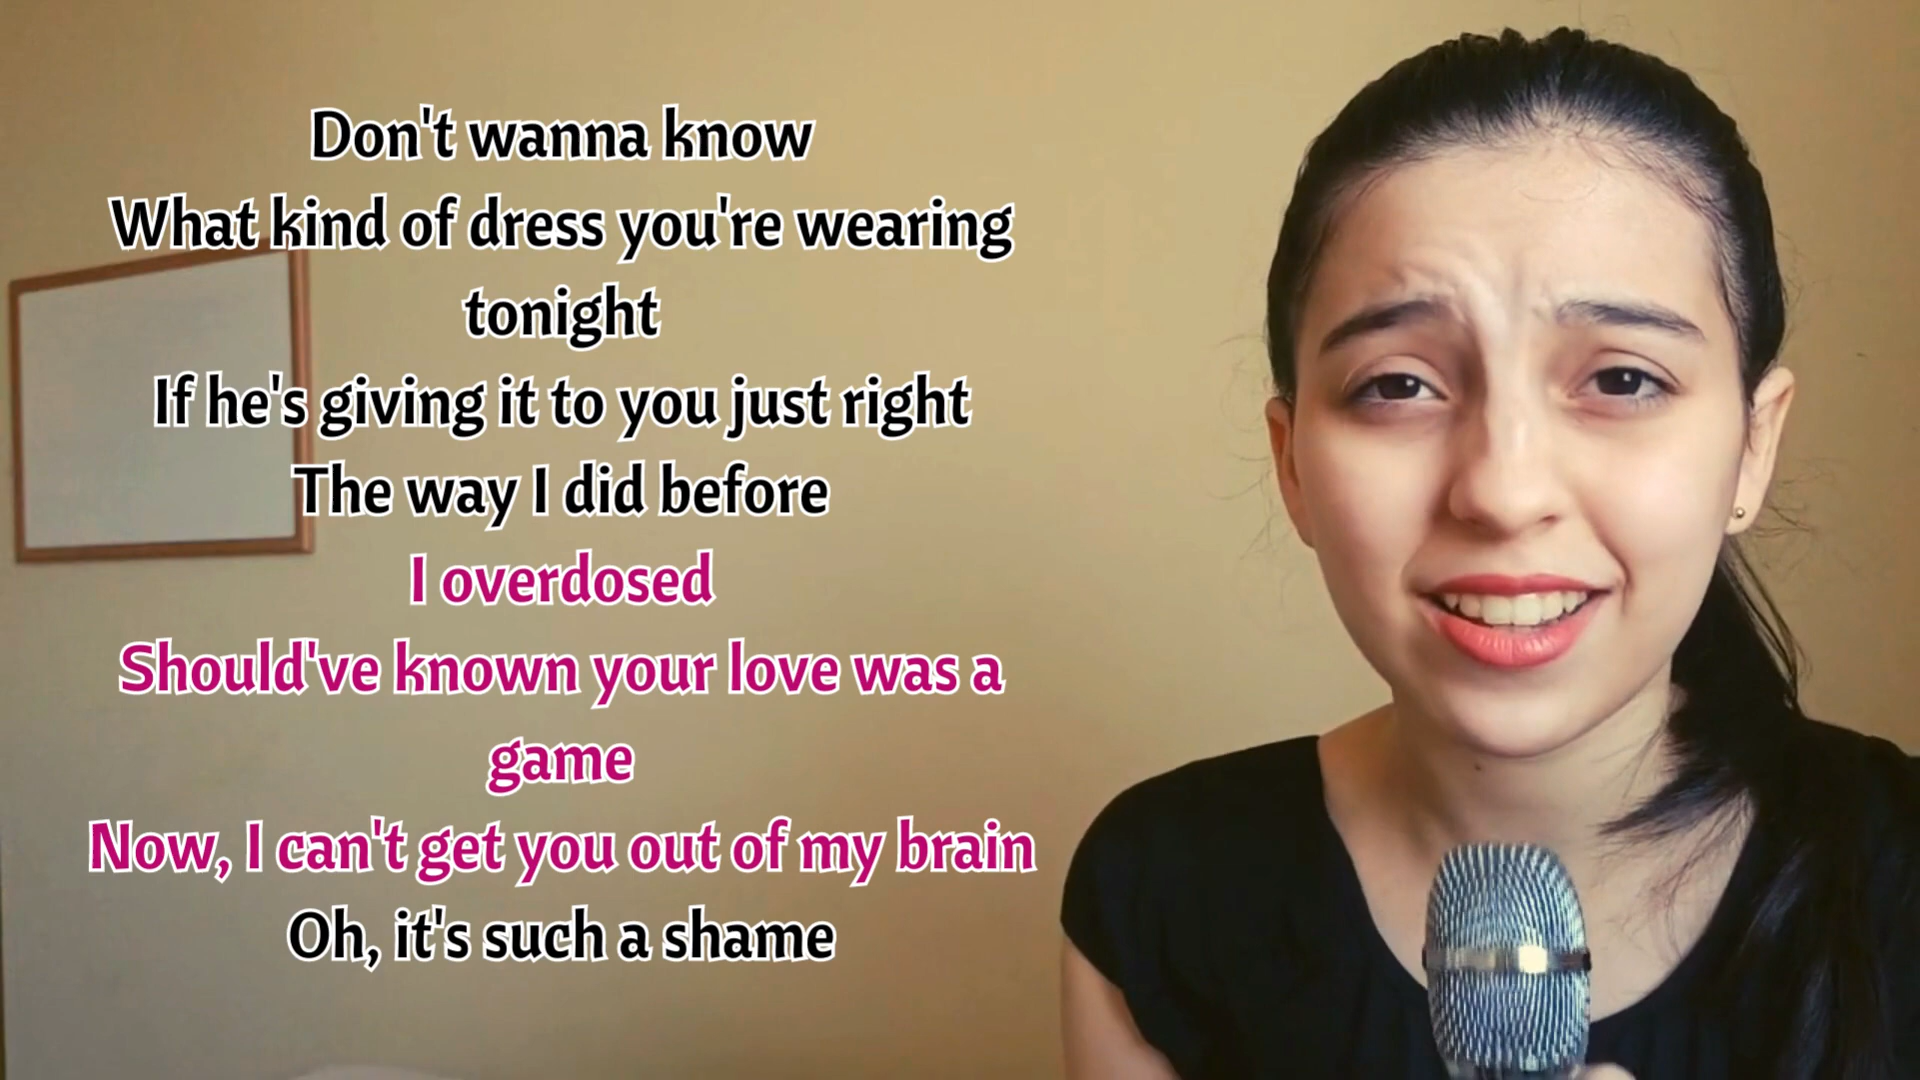 Don't wanna know
What kind of dress you're wearing
tonight
If he's giving it to you just right
The way I did before
I overdosed
Should've known your love was a
game
Now, I can't get you out of my brain
Oh, it's such a shame